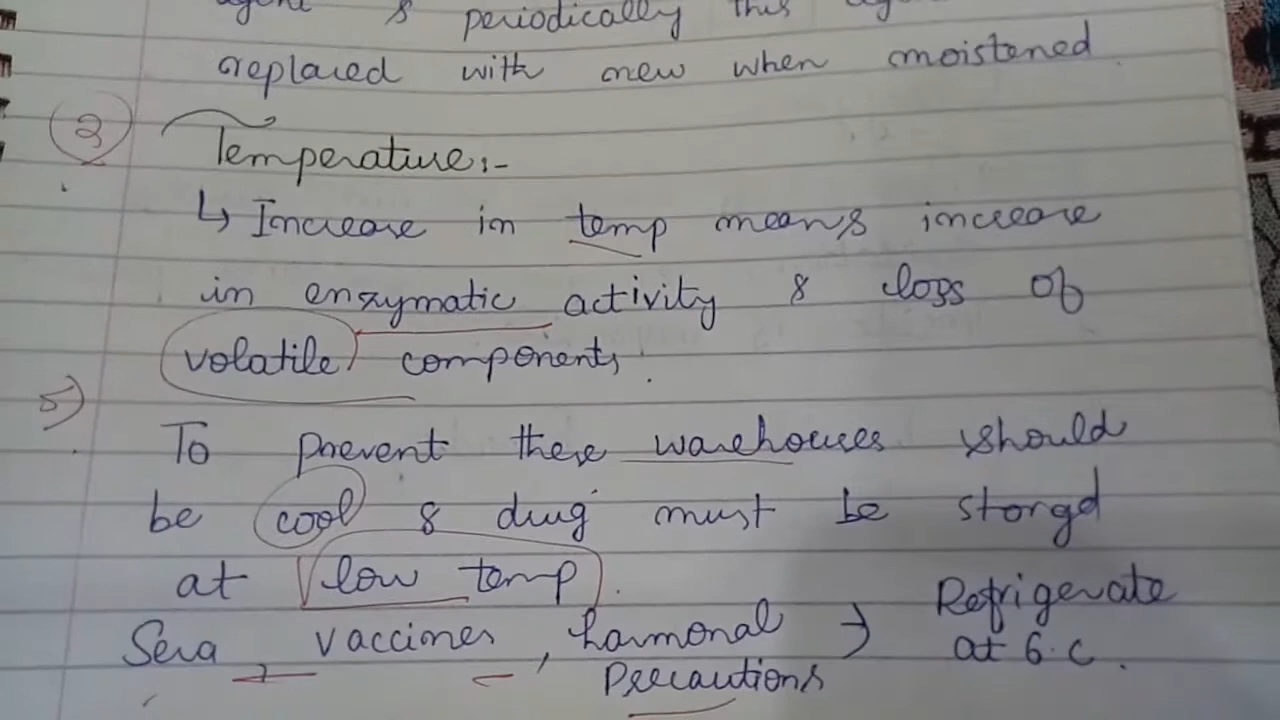 agent & periodically this
replaced with new when moistened
2
Temperature:-
↳ Increase in temp means increase
in enzymatic activity & loss of
volatile components.
5)
To prevent these warehouses should
be cool & drug must be stored
at low temp.
Sera, vaccines, harmonal → Refrigerate
Precautions at 6.c.